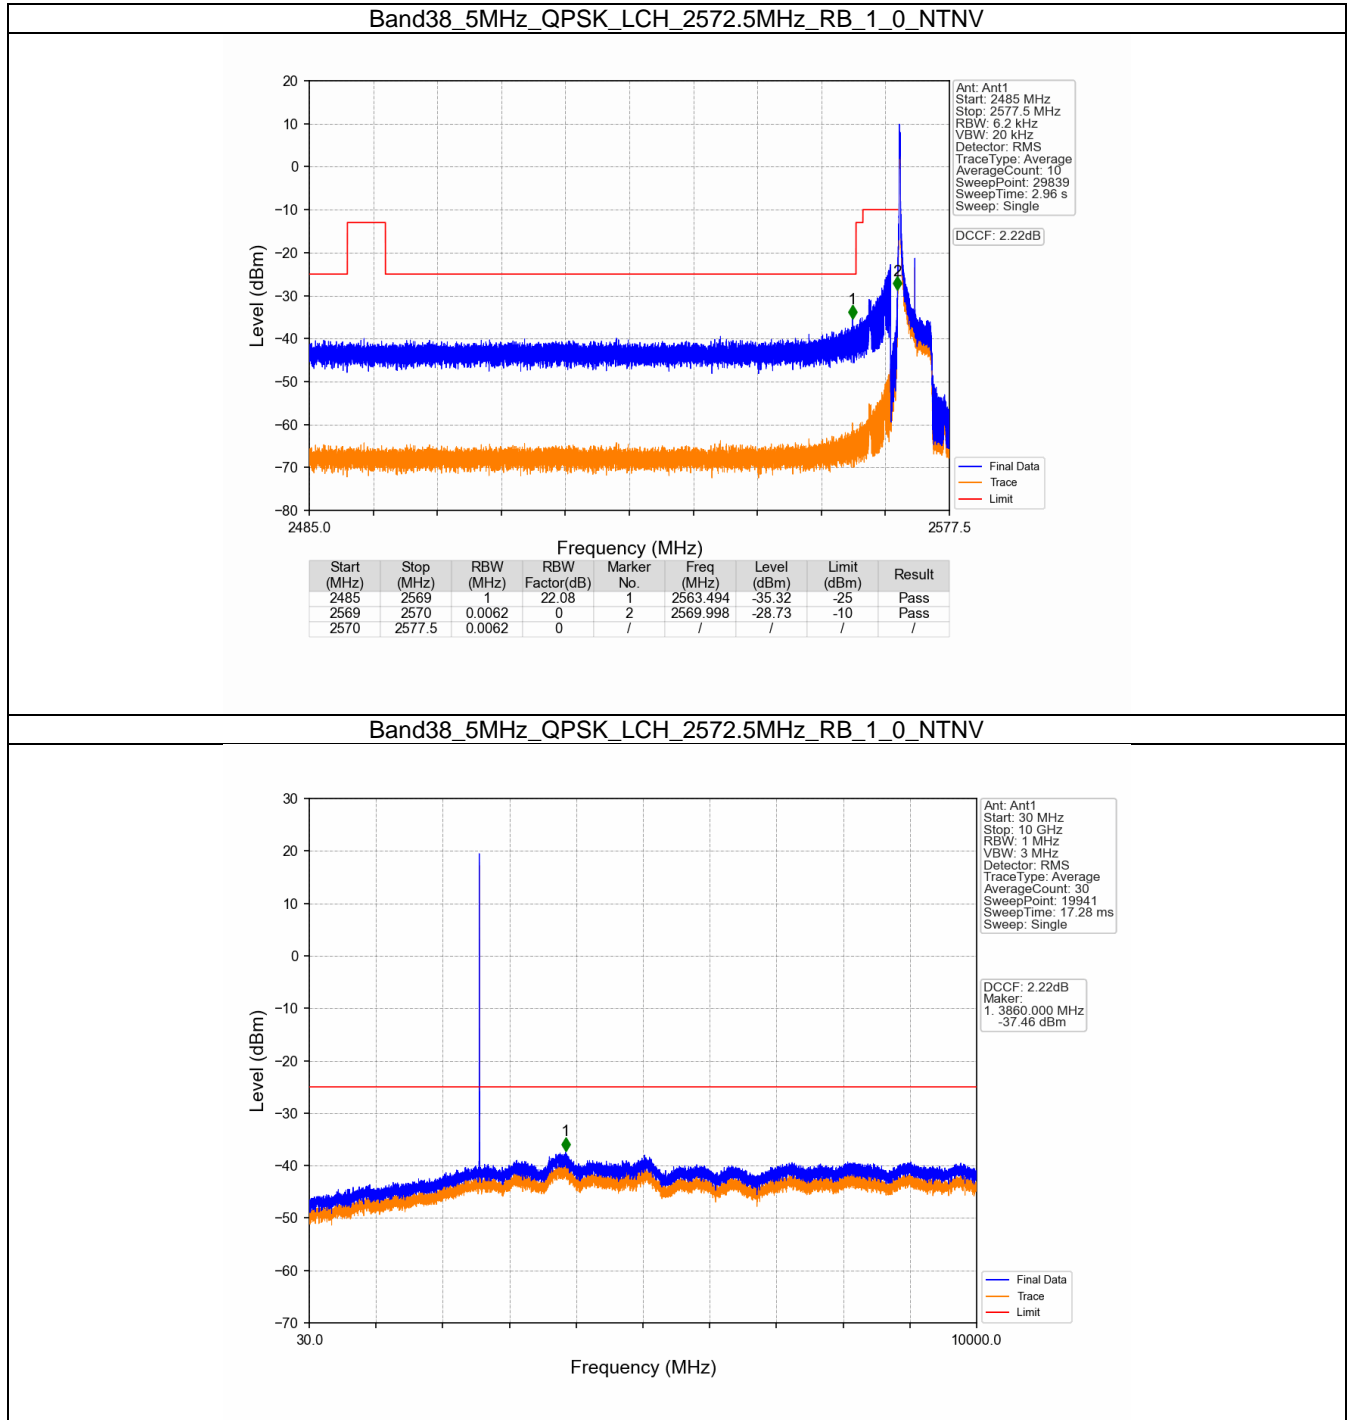 Band38_5MHz_QPSK_LCH_2572.5MHz_RB_1_0_NTNV
20
10
0
−10
−20
−30
−40
−50
−60
−70
−80
Level (dBm)
1
2
2485.0
2577.5
Frequency (MHz)
Ant: Ant1
Start: 2485 MHz
Stop: 2577.5 MHz
RBW: 6.2 kHz
VBW: 20 kHz
Detector: RMS
TraceType: Average
AverageCount: 10
SweepPoint: 29839
SweepTime: 2.96 s
Sweep: Single
DCCF: 2.22dB
Final Data
Trace
Limit
Start (MHz) Stop (MHz) RBW (MHz) RBW Factor(dB) Marker No. Freq (MHz) Level (dBm) Limit (dBm) Result
2485 2569 1 22.08 1 2563.494 -35.32 -25 Pass
2569 2570 0.0062 0 2 2569.998 -28.73 -10 Pass
2570 2577.5 0.0062 0 / / / / /
Band38_5MHz_QPSK_LCH_2572.5MHz_RB_1_0_NTNV
30
20
10
0
−10
−20
−30
−40
−50
−60
−70
Level (dBm)
1
30.0
10000.0
Frequency (MHz)
Ant: Ant1
Start: 30 MHz
Stop: 10 GHz
RBW: 1 MHz
VBW: 3 MHz
Detector: RMS
TraceType: Average
AverageCount: 30
SweepPoint: 19941
SweepTime: 17.28 ms
Sweep: Single
DCCF: 2.22dB
Maker:
1. 3860.000 MHz
-37.46 dBm
Final Data
Trace
Limit